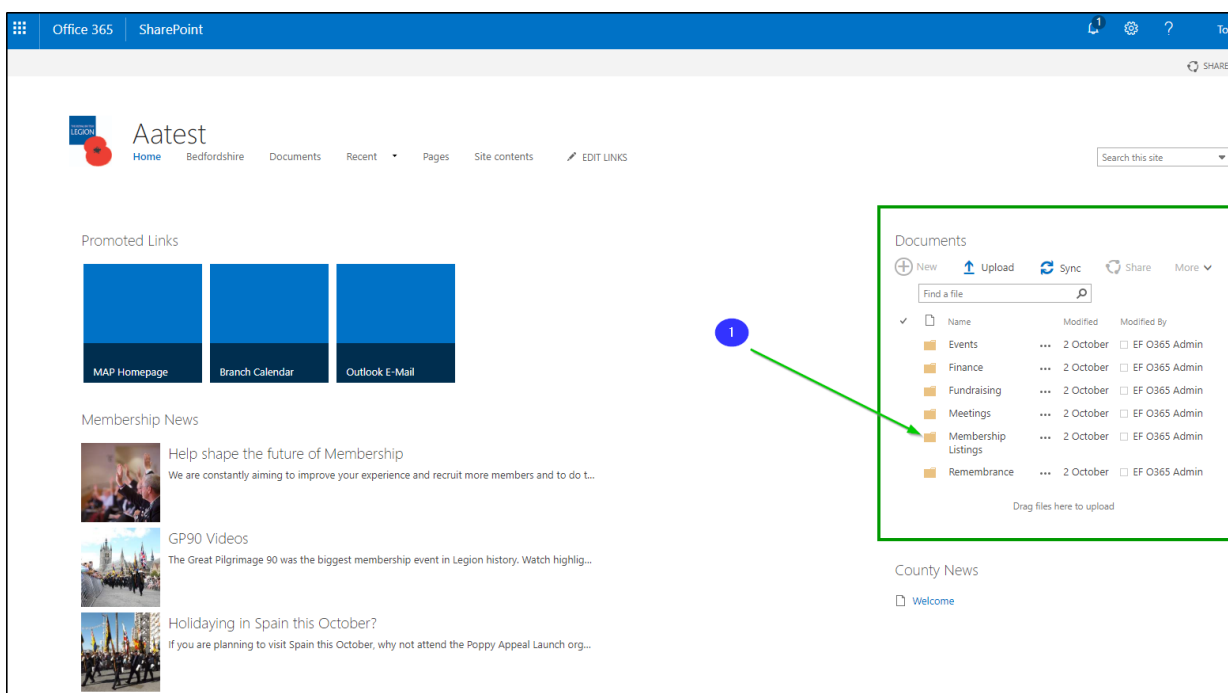 Office 365 SharePoint 1 ? To
SHARE
LEGION
Aatest
Home Bedfordshire Documents Recent Pages Site contents EDIT LINKS
Search this site
Promoted Links
MAP Homepage Branch Calendar Outlook E-Mail
Membership News
Help shape the future of Membership
We are constantly aiming to improve your experience and recruit more members and to do t...
GP90 Videos
The Great Pilgrimage 90 was the biggest membership event in Legion history. Watch highlig...
Holidaying in Spain this October?
If you are planning to visit Spain this October, why not attend the Poppy Appeal Launch org...
1
Documents
New Upload Sync Share More
Find a file
Name Modified Modified By
Events ... 2 October EF O365 Admin
Finance ... 2 October EF O365 Admin
Fundraising ... 2 October EF O365 Admin
Meetings ... 2 October EF O365 Admin
Membership ... 2 October EF O365 Admin
Listings
Remembrance ... 2 October EF O365 Admin
Drag files here to upload
County News
Welcome